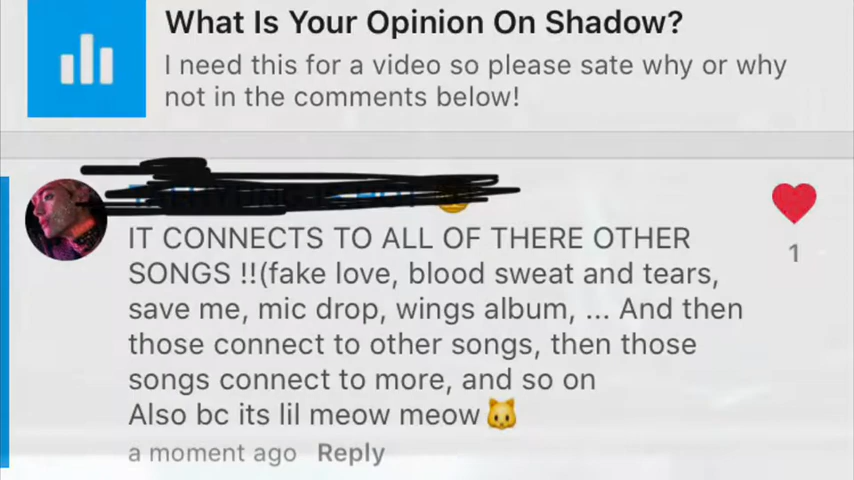 What Is Your Opinion On Shadow?
I need this for a video so please sate why or why
not in the comments below!
IT CONNECTS TO ALL OF THERE OTHER
SONGS !!(fake love, blood sweat and tears,
save me, mic drop, wings album, ... And then
those connect to other songs, then those
songs connect to more, and so on
Also bc its lil meow meow🐱
1
a moment ago Reply